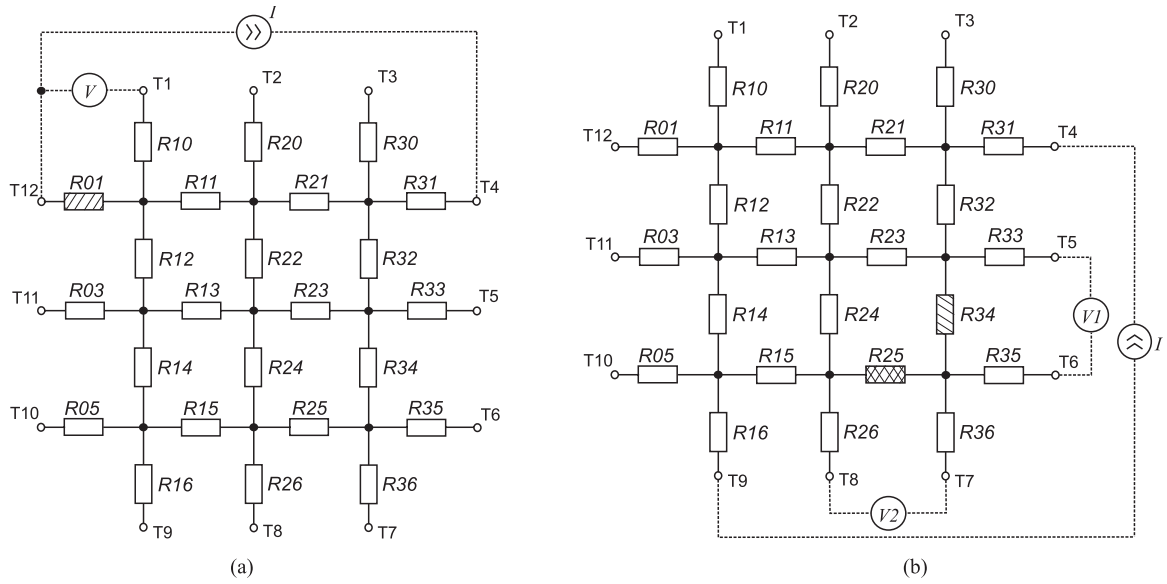 I
V T1 T2 T3
R10 R20 R30
T12 R01 R11 R21 R31 T4
R12 R22 R32
T11 R03 R13 R23 R33 T5
R14 R24 R34
T10 R05 R15 R25 R35 T6
R16 R26 R36
T9 T8 T7
(a)
T1 T2 T3
R10 R20 R30
T12 R01 R11 R21 R31 T4
R12 R22 R32
T11 R03 R13 R23 R33 T5
R14 R24 R34 V1 I
T10 R05 R15 R25 R35 T6
R16 R26 R36
T9 T8 T7
V2
(b)